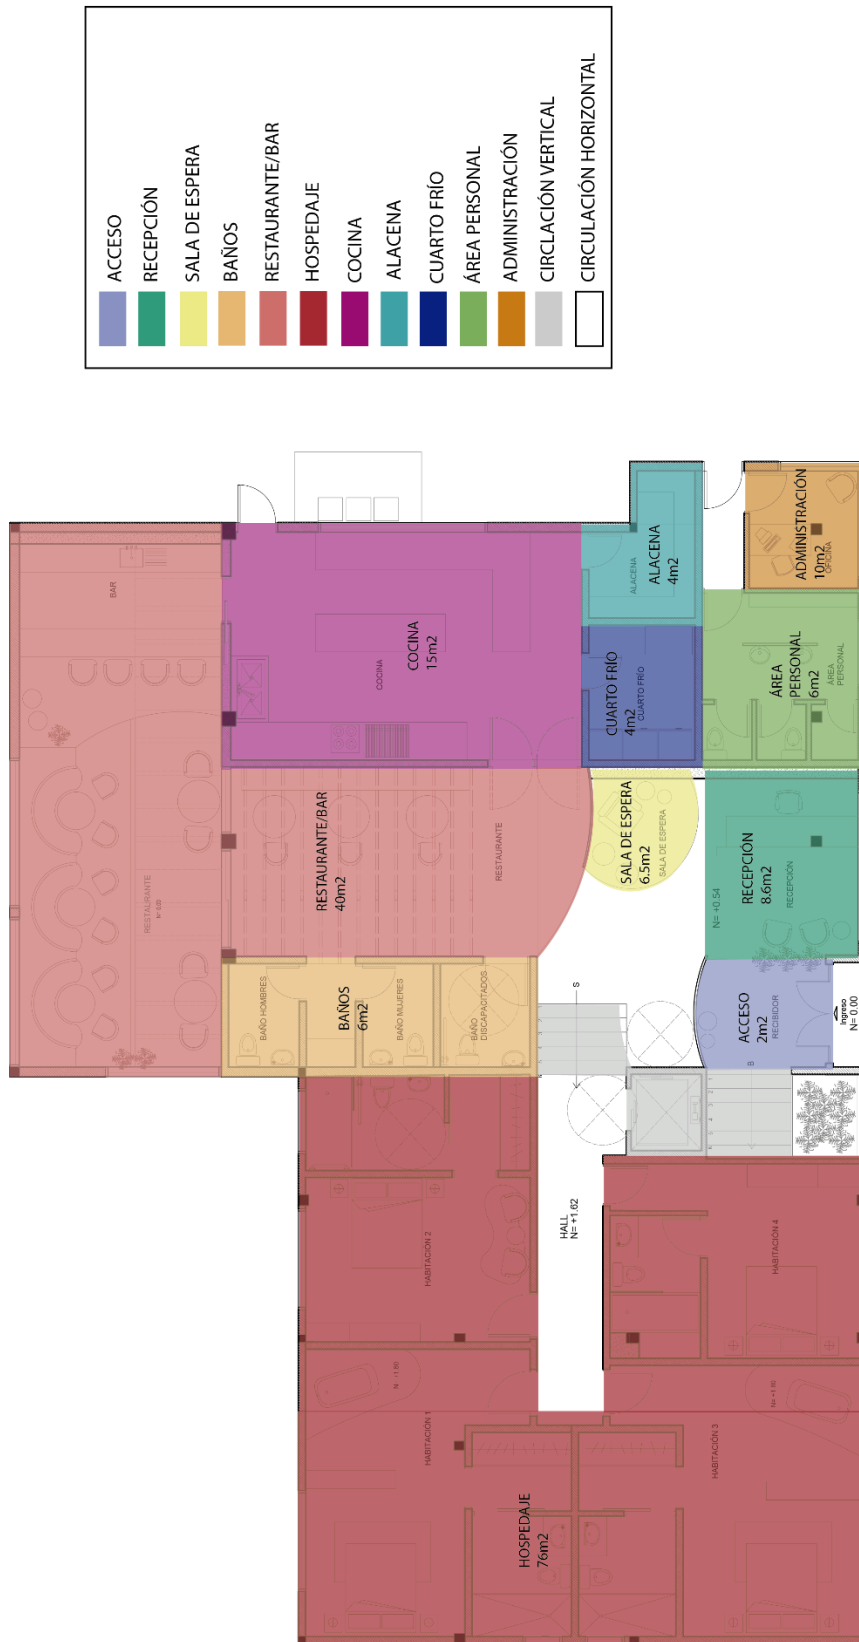 ACCESO
RECEPCIÓN
SALA DE ESPERA
BAÑOS
RESTAURANTE/BAR
HOSPEDAJE
COCINA
ALACENA
CUARTO FRÍO
ÁREA PERSONAL
ADMINISTRACIÓN
CIRCLACIÓN VERTICAL
CIRCULACIÓN HORIZONTAL
BAR
RESTAURANTE
RESTAURANTE/BAR
40m2
RESTAURANTE
COCINA
COCINA
15m2
ALACENA
ALACENA
4m2
CUARTO FRÍO
4m2
CUARTO FRÍO
ADMINISTRACIÓN
10m2
OFICINA
ÁREA
PERSONAL
6m2
ÁREA
PERSONAL
SALA DE ESPERA
6.5m2
SALA DE ESPERA
N= +0.54
RECEPCIÓN
8.6m2
RECEPCIÓN
BAÑO HOMBRES
BAÑOS
6m2
BAÑO MUJERES
BAÑO
DISCAPACITADOS
S
ACCESO
2m2
RECIBIDOR
Ingreso
N= 0.00
B
HALL
N= +1.62
HABITACIÓN 2
HABITACIÓN 4
HABITACIÓN 1
HABITACIÓN 3
N= +1.80
HOSPEDAJE
76m2